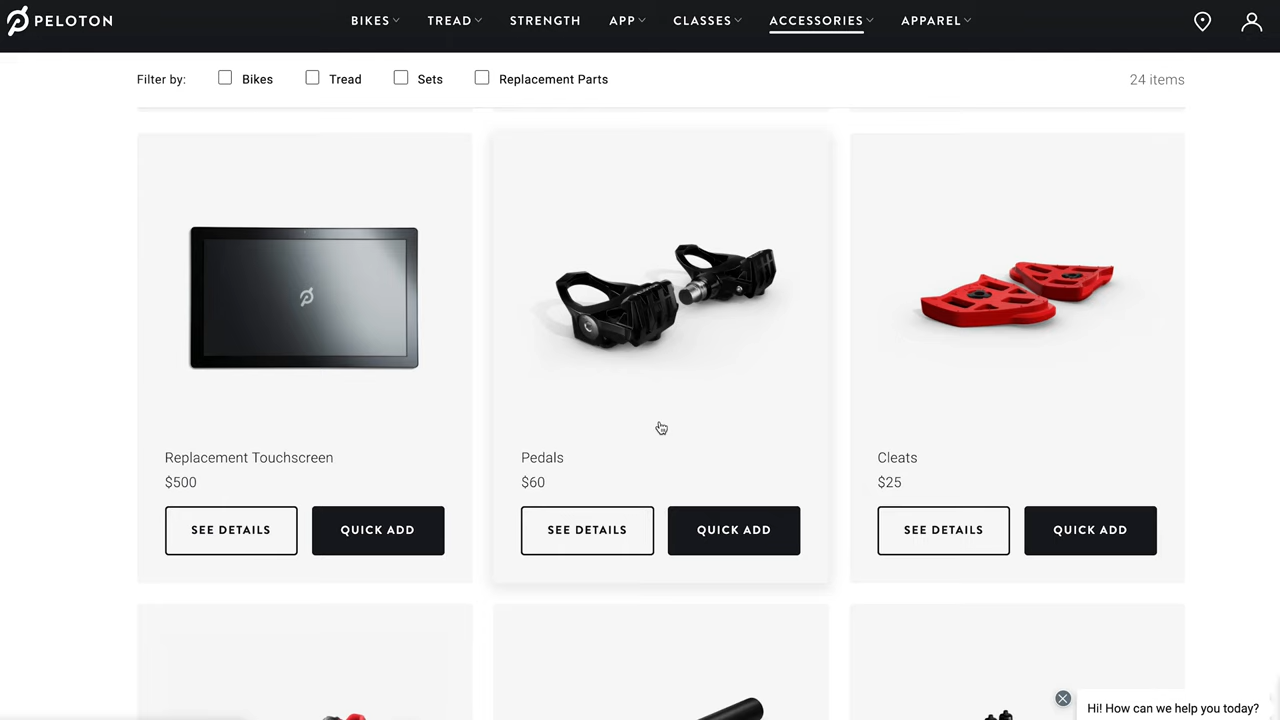 PELOTON
BIKES TREAD STRENGTH APP CLASSES ACCESSORIES APPAREL
Filter by: Bikes Tread Sets Replacement Parts 24 items
Replacement Touchscreen
$500
SEE DETAILS QUICK ADD
Pedals
$60
SEE DETAILS QUICK ADD
Cleats
$25
SEE DETAILS QUICK ADD
Hi! How can we help you today?